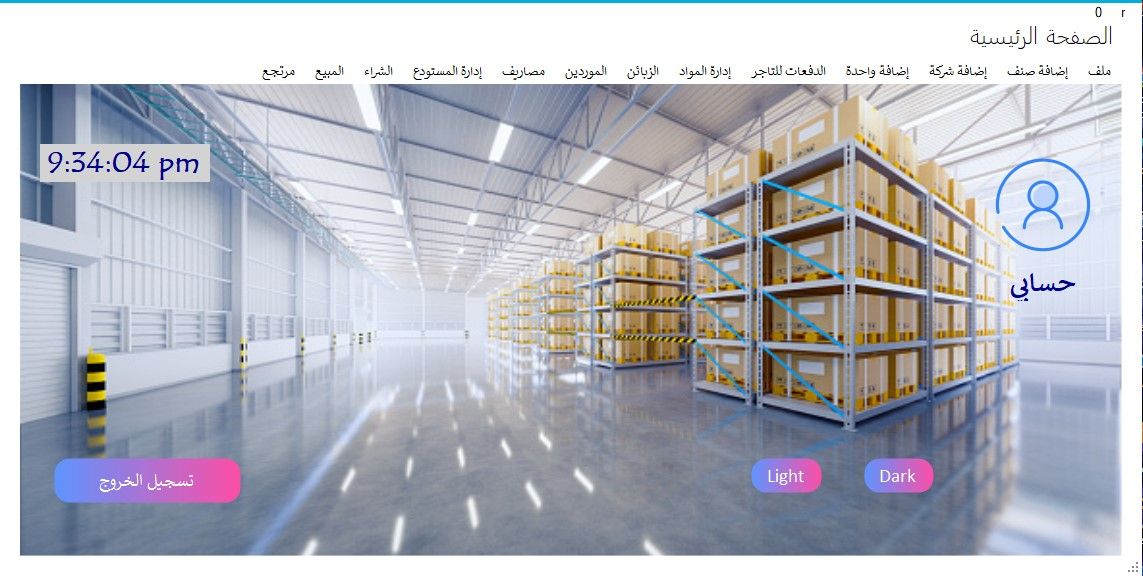 r 0
الصفحة الرئيسية
ملف إضافة صنف إضافة شركة إضافة واحدة الدفعات للتاجر إدارة المواد الزبائن الموردين مصاريف إدارة المستودع الشراء المبيع مرتجع
9:34:04 pm
حسابي
تسجيل الخروج
Light Dark